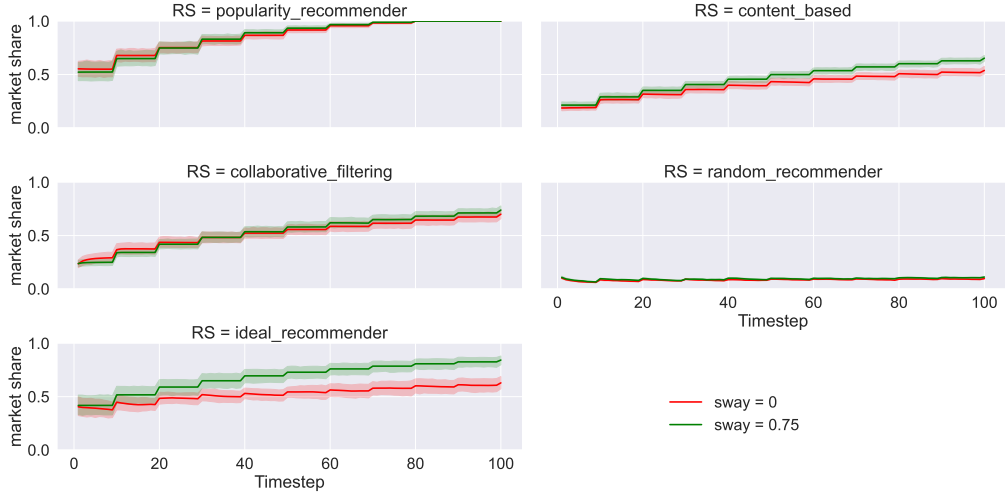 RS = popularity_recommender
market share
1.0
0.5
0.0
RS = content_based
RS = collaborative_filtering
market share
1.0
0.5
0.0
RS = random_recommender
0 20 40 60 80 100
Timestep
RS = ideal_recommender
market share
1.0
0.5
0.0
0 20 40 60 80 100
Timestep
sway = 0
sway = 0.75